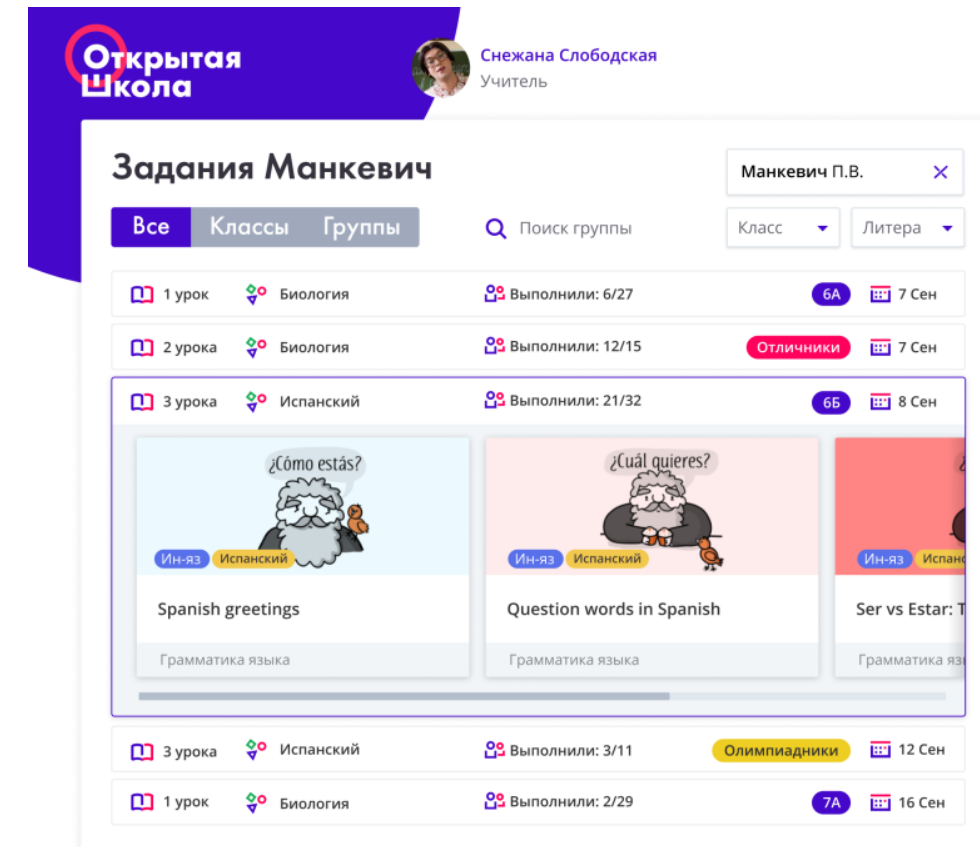 Открытая
Школа
Снежана Слободская
Учитель
Задания Манкевич
Манкевич П.В.
Все Классы Группы
Поиск группы
Класс
Литера
1 урок Биология Выполнили: 6/27 6А 7 Сен
2 урока Биология Выполнили: 12/15 Отличники 7 Сен
3 урока Испанский Выполнили: 21/32 6Б 8 Сен
¿Cómo estás?
Ин-яз Испанский
Spanish greetings
Грамматика языка
¿Cuál quieres?
Ин-яз Испанский
Question words in Spanish
Грамматика языка
¿
Ин-яз Испан
Ser vs Estar: T
Грамматика яз
3 урока Испанский Выполнили: 3/11 Олимпиадники 12 Сен
1 урок Биология Выполнили: 2/29 7А 16 Сен